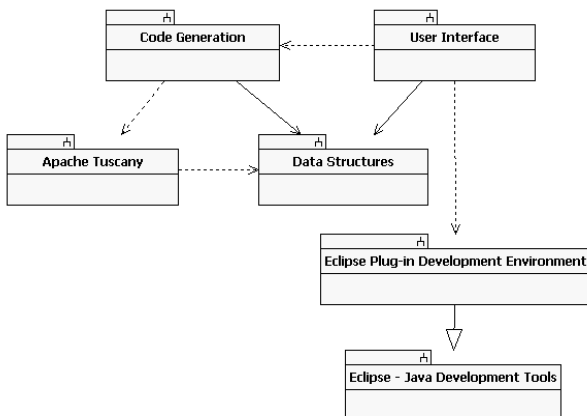 Code Generation
User Interface
Apache Tuscany
Data Structures
Eclipse Plug-in Development Environment
Eclipse - Java Development Tools